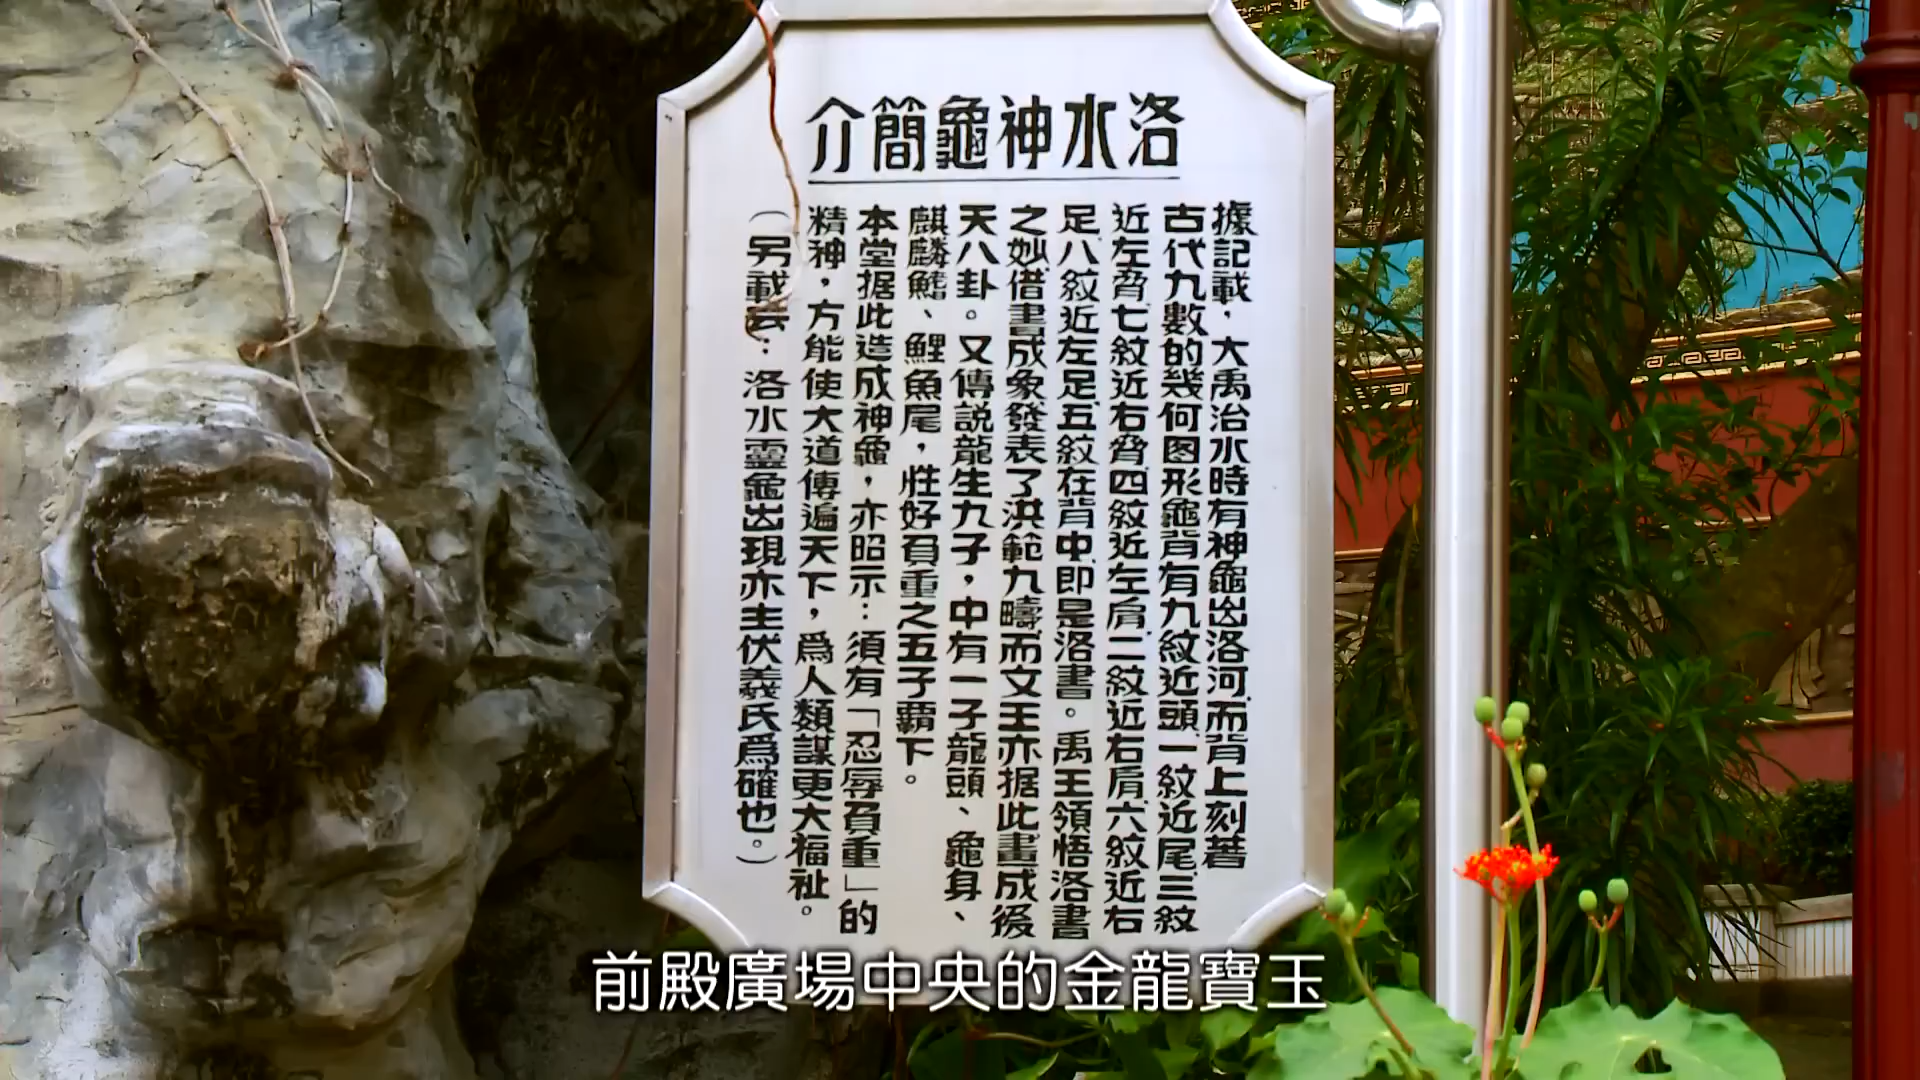 洛水神龜簡介
據記載，大禹治水時有神龜出洛河，而背上刻著
古代九數的幾何图形龜背有九紋近頭，一紋近尾，三紋
近左脅，七紋近右脅，四紋近左肩，二紋近右肩，六紋近右
足，八紋近左足，五紋在背中，即是洛書。禹王領悟洛書
之妙，借書成象發表了洪範九疇，而文王亦据此畫成後
天八卦。又傳説龍生九子，中有一子龍頭、龜身、
麒麟鰭、鯉魚尾，性好負重之五子霸下。
本堂据此造成神龜，亦昭示…須有「忍辱負重」的
精神，方能使大道傳遍天下，爲人類謀更大福祉。
（另載云：洛水靈龜出現亦主伏義氏爲確也。）
前殿廣場中央的金龍寶玉